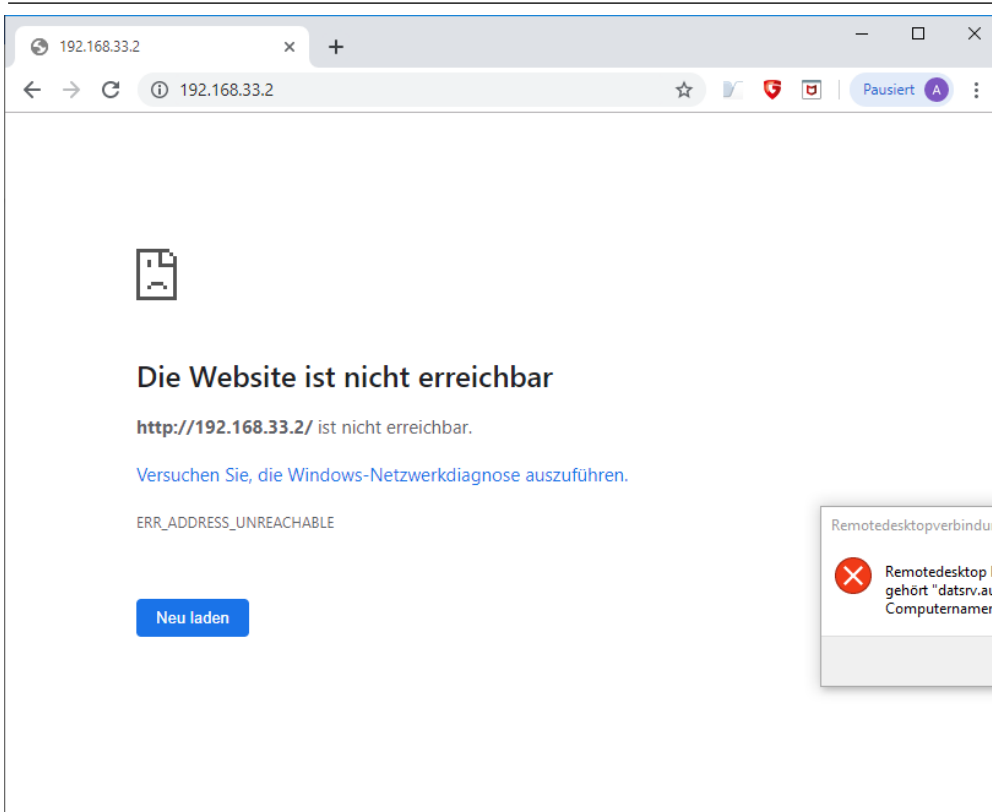 192.168.33.2
192.168.33.2
Pausiert A
Die Website ist nicht erreichbar
http://192.168.33.2/ ist nicht erreichbar.
Versuchen Sie, die Windows-Netzwerkdiagnose auszuführen.
ERR_ADDRESS_UNREACHABLE
Neu laden
Remotedesktop
gehört "datsrv.au